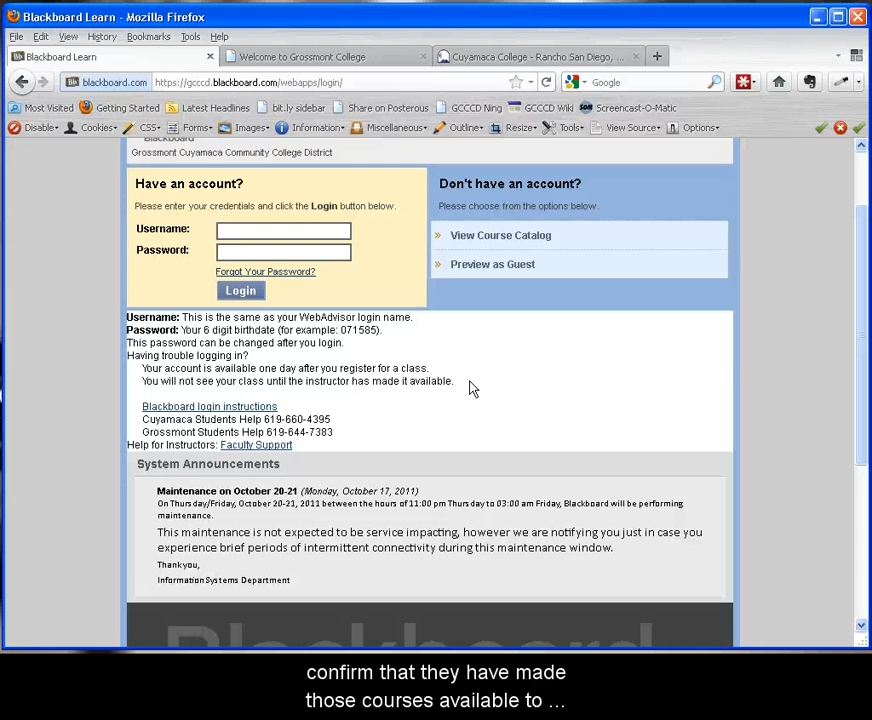 Blackboard Learn - Mozilla Firefox
File Edit View History Bookmarks Tools Help
Blackboard Learn × Welcome to Grossmont College × Cuyamaca College - Rancho San Diego, ... × +
blackboard.com https://gcccd.blackboard.com/webapps/login/ Google
Most Visited Getting Started Latest Headlines bit.ly sidebar Share on Posterous GCCCD Ning GCCCD Wiki Screencast-O-Matic
Disable Cookies CSS Forms Images Information Miscellaneous Outline Resize Tools View Source Options
Blackboard
Grossmont Cuyamaca Community College District
Have an account?
Please enter your credentials and click the Login button below.
Username:
Password:
Forgot Your Password?
Login
Don't have an account?
Please choose from the options below.
» View Course Catalog
» Preview as Guest
Username: This is the same as your WebAdvisor login name.
Password: Your 6 digit birthdate (for example: 071585).
This password can be changed after you login.
Having trouble logging in?
Your account is available one day after you register for a class.
You will not see your class until the instructor has made it available.
Blackboard login instructions
Cuyamaca Students Help 619-660-4395
Grossmont Students Help 619-644-7383
Help for Instructors: Faculty Support
System Announcements
Maintenance on October 20-21 (Monday, October 17, 2011)
On Thursday/Friday, October 20-21, 2011 between the hours of 11:00 pm Thursday to 03:00 am Friday, Blackboard will be performing
maintenance.
This maintenance is not expected to be service impacting, however we are notifying you just in case you
experience brief periods of intermittent connectivity during this maintenance window.
Thank you,
Information Systems Department
Blackboard
confirm that they have made
those courses available to ...